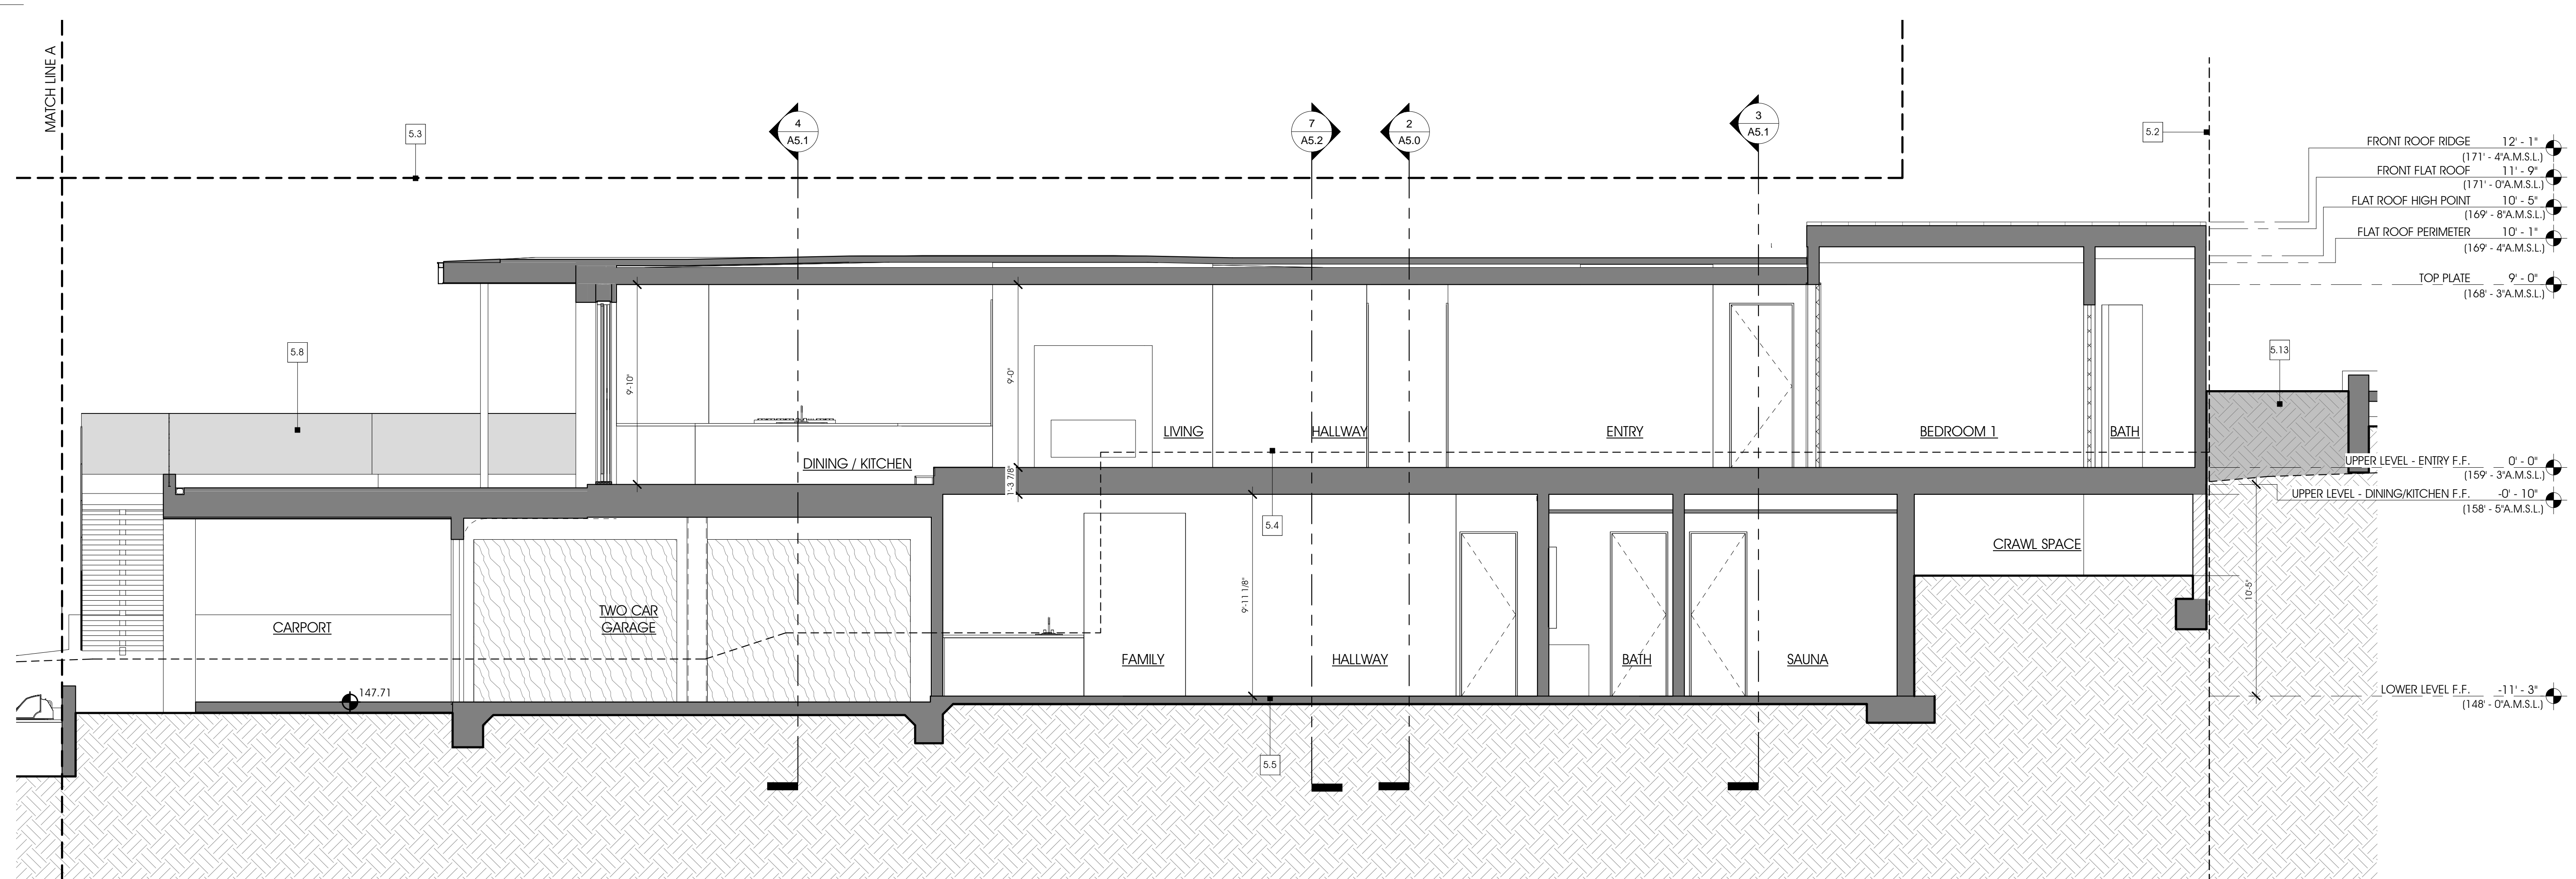 MATCH LINE A
5.3
4
A5.1
7
A5.2
2
A5.0
3
A5.1
5.2
FRONT ROOF RIDGE 12' - 1"
(171' - 4"A.M.S.L.)
FRONT FLAT ROOF 11' - 9"
(171' - 0"A.M.S.L.)
FLAT ROOF HIGH POINT 10' - 5"
(169' - 8"A.M.S.L.)
FLAT ROOF PERIMETER 10' - 1"
(169' - 4"A.M.S.L.)
TOP PLATE 9' - 0"
(168' - 3"A.M.S.L.)
5.8
9'-10"
9'-0"
5.13
LIVING
HALLWAY
ENTRY
BEDROOM 1
BATH
DINING / KITCHEN
1'-3 7/8"
UPPER LEVEL - ENTRY F.F. 0' - 0"
(159' - 3"A.M.S.L.)
UPPER LEVEL - DINING/KITCHEN F.F. -0' - 10"
(158' - 5"A.M.S.L.)
5.4
CRAWL SPACE
9'-11 1/8"
10'-5"
TWO CAR
GARAGE
CARPORT
FAMILY
HALLWAY
BATH
SAUNA
147.71
LOWER LEVEL F.F. -11' - 3"
(148' - 0"A.M.S.L.)
5.5